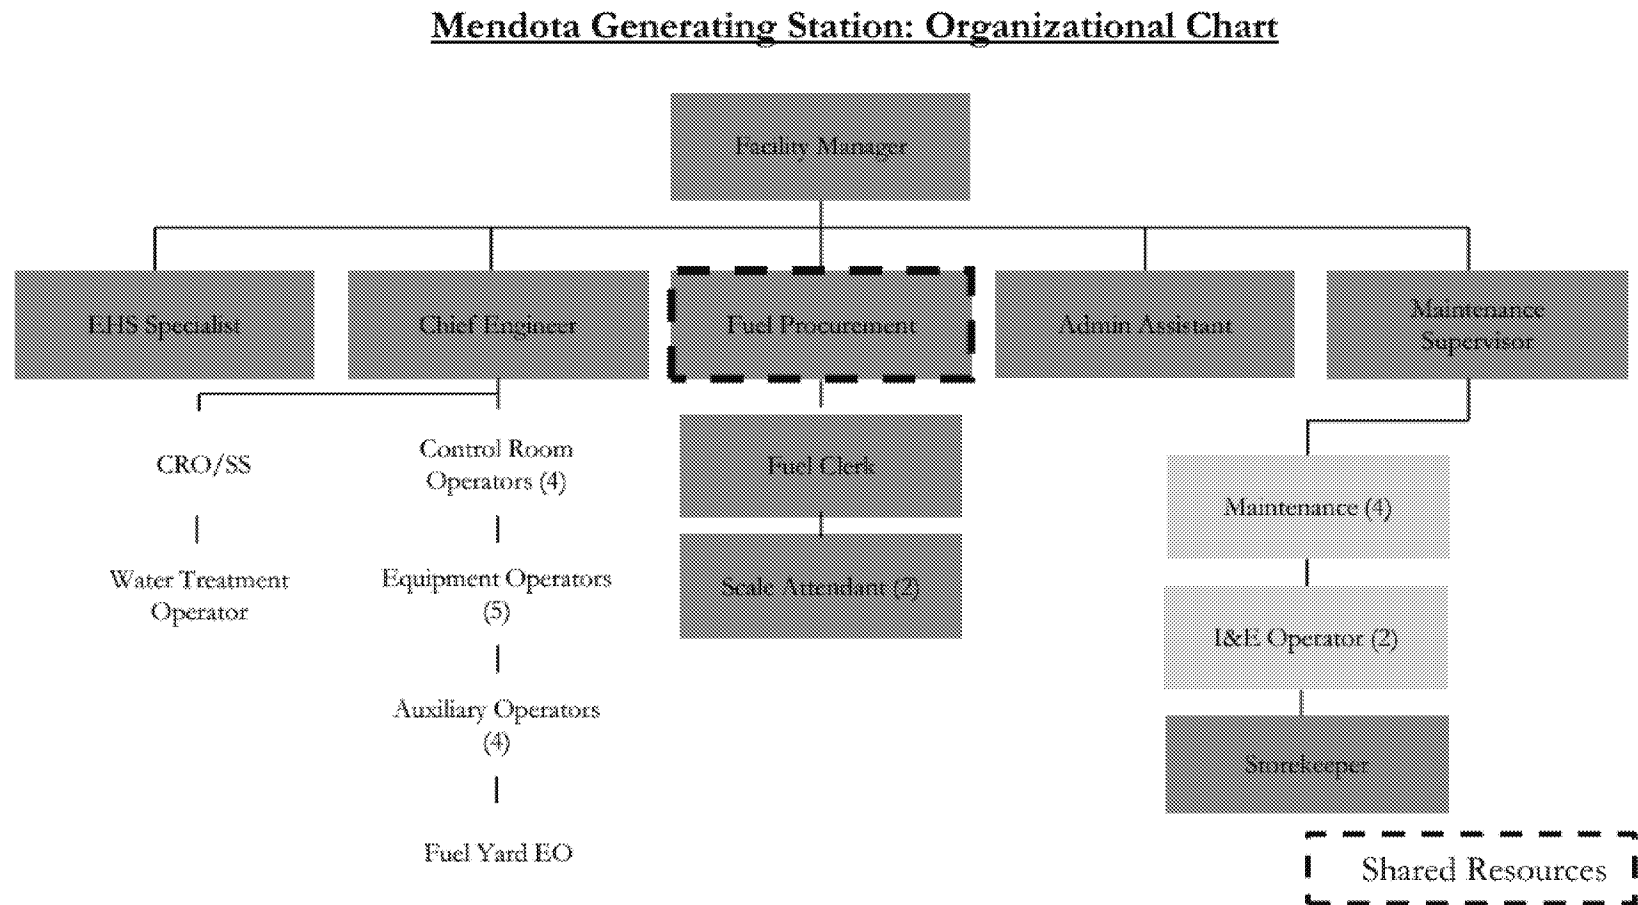 Mendota Generating Station: Organizational Chart
Facility Manager
EHS Specialist
Chief Engineer
Fuel Procurement
Admin Assistant
Maintenance
Supervisor
CRO/SS
Water Treatment
Operator
Control Room
Operators (4)
Equipment Operators
(5)
Auxiliary Operators
(4)
Fuel Yard EO
Fuel Clerk
Scale Attendant (2)
Maintenance (4)
I&E Operator (2)
Storekeeper
Shared Resources